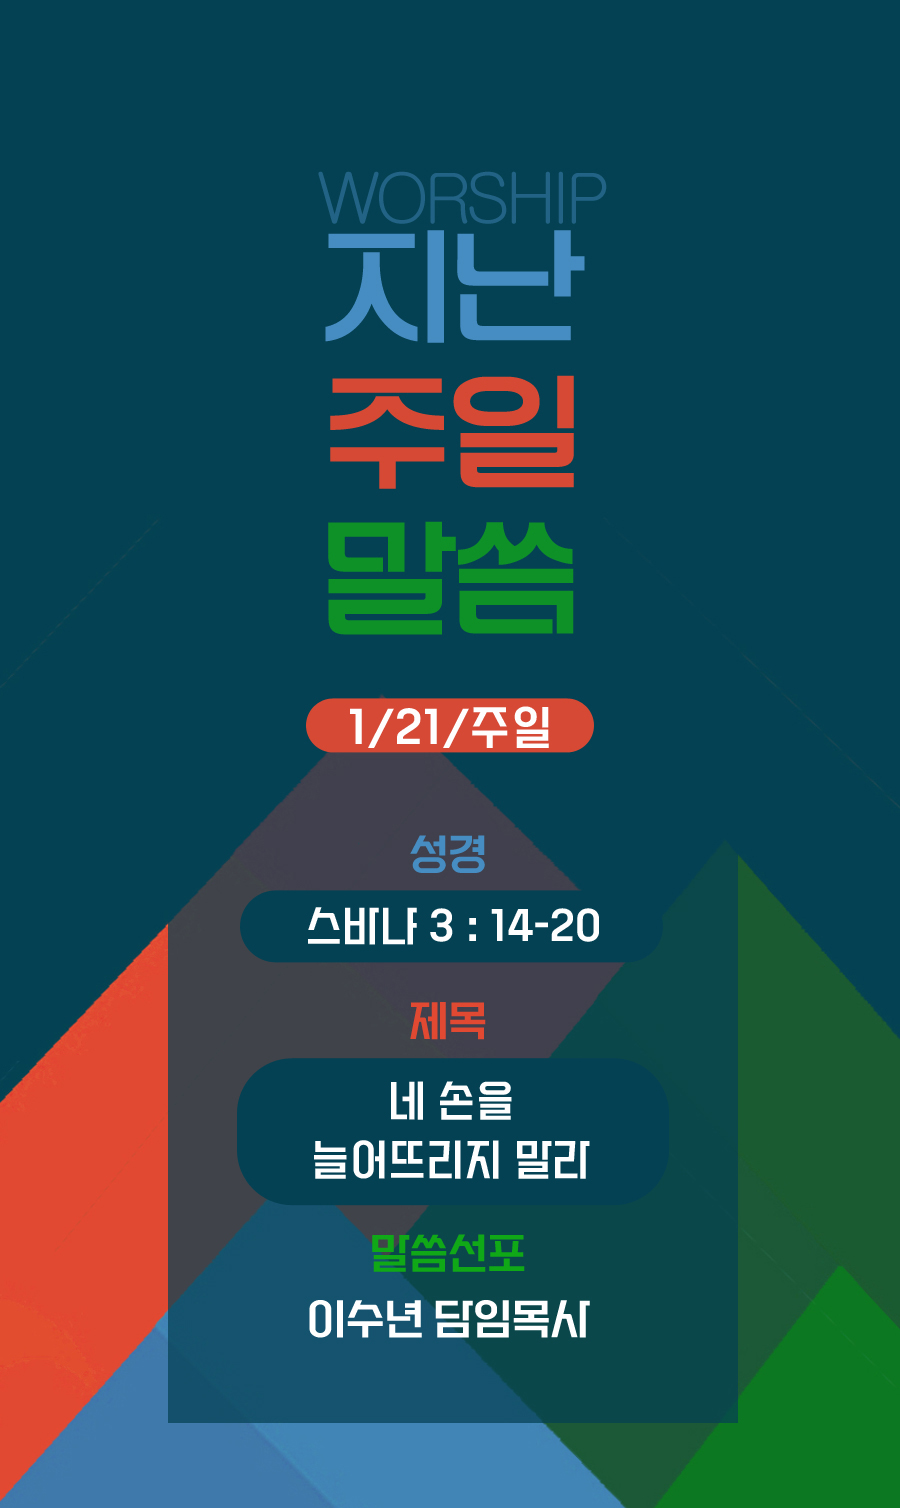 WORSHIP
지난
주일
말씀
1/21/주일
성경
스바냐 3 : 14-20
제목
네 손을
늘어뜨리지 말라
말씀선포
이수년 담임목사